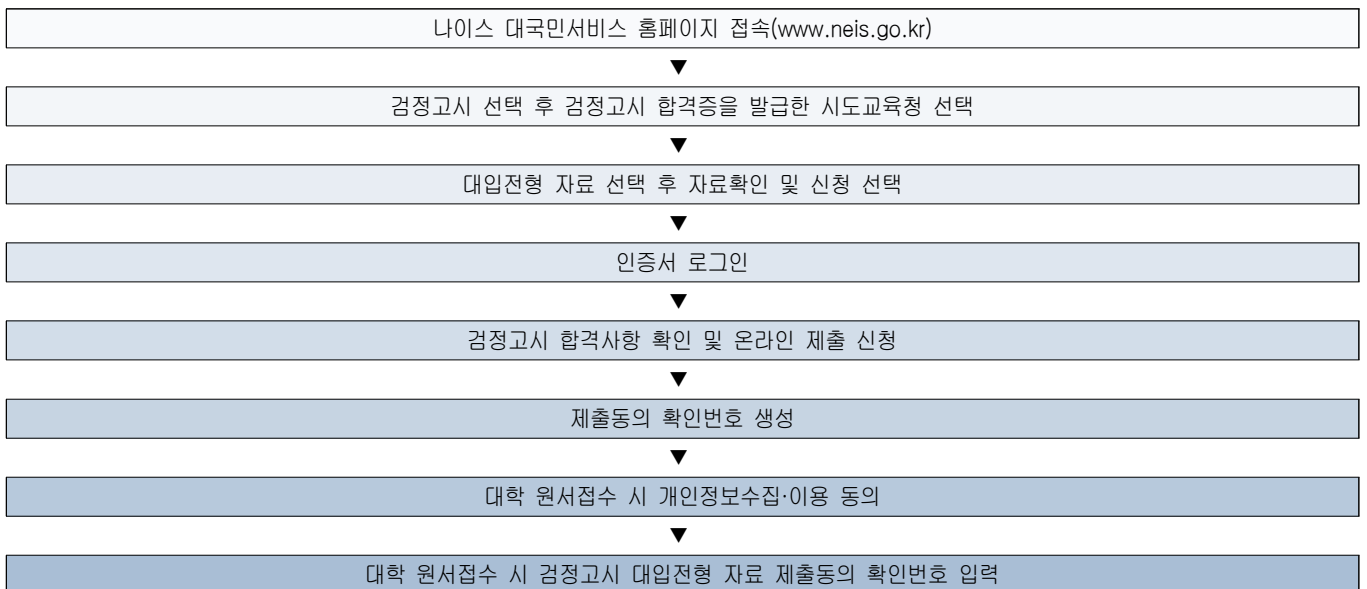 나이스 대국민서비스 홈페이지 접속(www.neis.go.kr)
▼
검정고시 선택 후 검정고시 합격증을 발급한 시도교육청 선택
▼
대입전형 자료 선택 후 자료확인 및 신청 선택
▼
인증서 로그인
▼
검정고시 합격사항 확인 및 온라인 제출 신청
▼
제출동의 확인번호 생성
▼
대학 원서접수 시 개인정보수집·이용 동의
▼
대학 원서접수 시 검정고시 대입전형 자료 제출동의 확인번호 입력